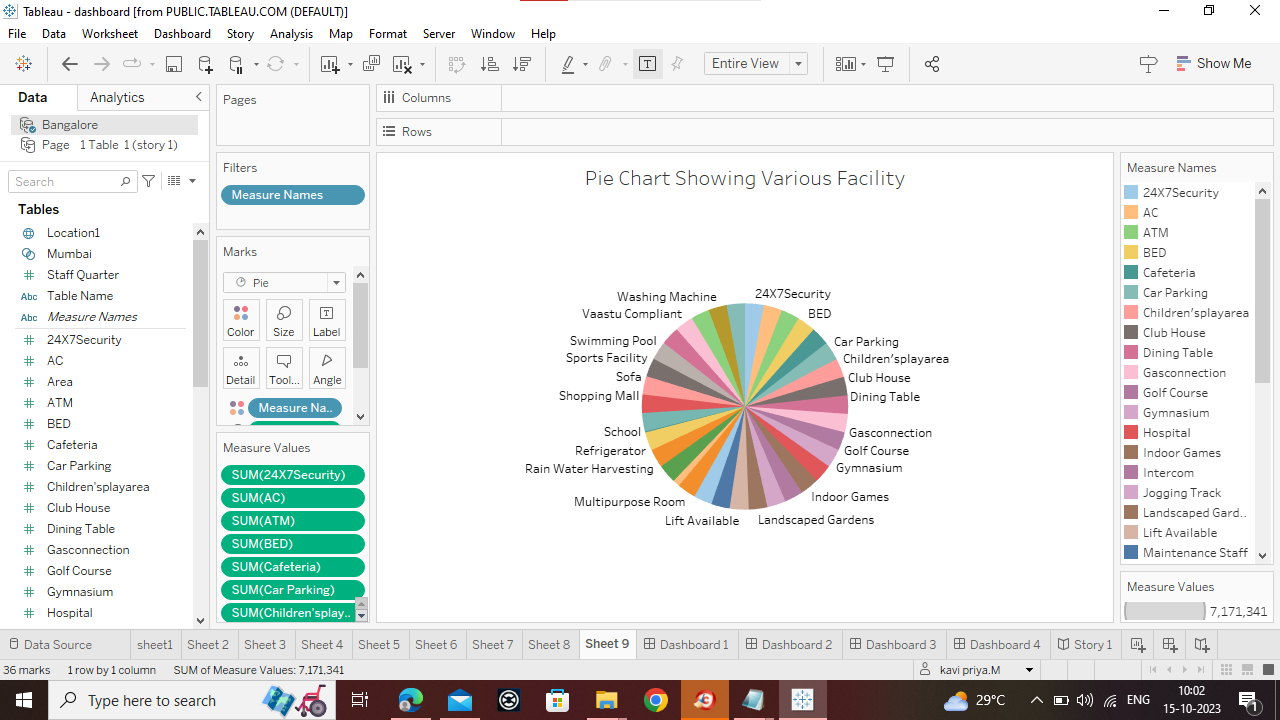 Tableau - dashboard [from PUBLIC.TABLEAU.COM (DEFAULT)]
File Data Worksheet Dashboard Story Analysis Map Format Server Window Help
Entire View
Show Me
Data Analytics
Bangalore
Page 1 Table 1 (story 1)
Search
Tables
Location1
Mumbai
Staff Quarter
Abc Table Name
Abc Measure Names
24X7Security
AC
Area
ATM
BED
Cafeteria
Car Parking
Children'splayarea
Club House
Dining Table
Gasconnection
Golf Course
Gymnasium
Hospital
Pages
Filters
Measure Names
Marks
Pie
Color Size Label
Detail Tool... Angle
Measure Na..
Measure Values
SUM(24X7Security)
SUM(AC)
SUM(ATM)
SUM(BED)
SUM(Cafeteria)
SUM(Car Parking)
SUM(Children'splay..
Columns
Rows
Pie Chart Showing Various Facility
Washing Machine
24X7Security
Vaastu Compliant
BED
Swimming Pool
Car Parking
Sports Facility
Children'splayarea
Sofa
Club House
Shopping Mall
Dining Table
School
Gasconnection
Refrigerator
Golf Course
Rain Water Harvesting
Gymnasium
Multipurpose Room
Indoor Games
Lift Available
Landscaped Gardens
Measure Names
24X7Security
AC
ATM
BED
Cafeteria
Car Parking
Children'splayarea
Club House
Dining Table
Gasconnection
Golf Course
Gymnasium
Hospital
Indoor Games
Intercom
Jogging Track
Landscaped Gard..
Lift Available
Maintenance Staff
Measure Values
7,171,341
Data Source sheet1 Sheet 2 Sheet 3 Sheet 4 Sheet 5 Sheet 6 Sheet 7 Sheet 8 Sheet 9 Dashboard 1 Dashboard 2 Dashboard 3 Dashboard 4 Story 1
36 marks 1 row by 1 column SUM of Measure Values: 7,171,341 kavi priya.M
Type here to search
29°C
ENG
10:02
15-10-2023
1